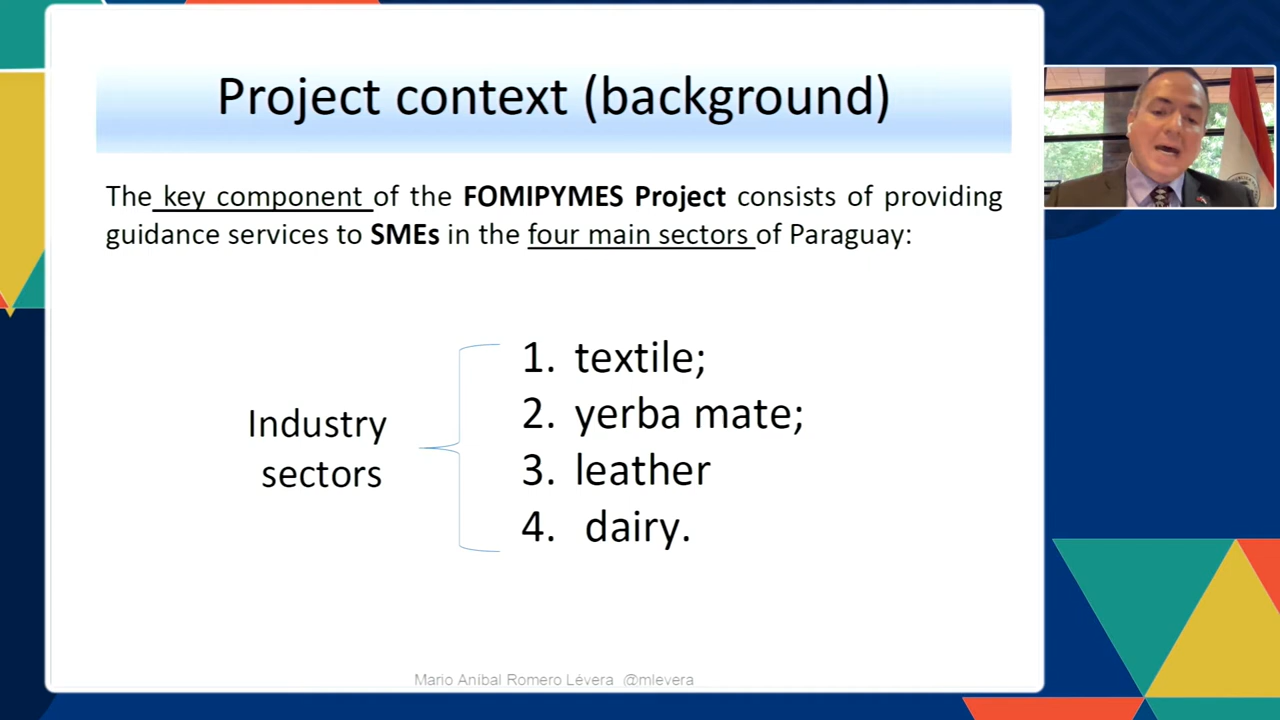 Project context (background)
The key component of the FOMIPYMES Project consists of providing
guidance services to SMEs in the four main sectors of Paraguay:
Industry
sectors
1. textile;
2. yerba mate;
3. leather
4. dairy.
Mario Anibal Romero Lévera @mlevera